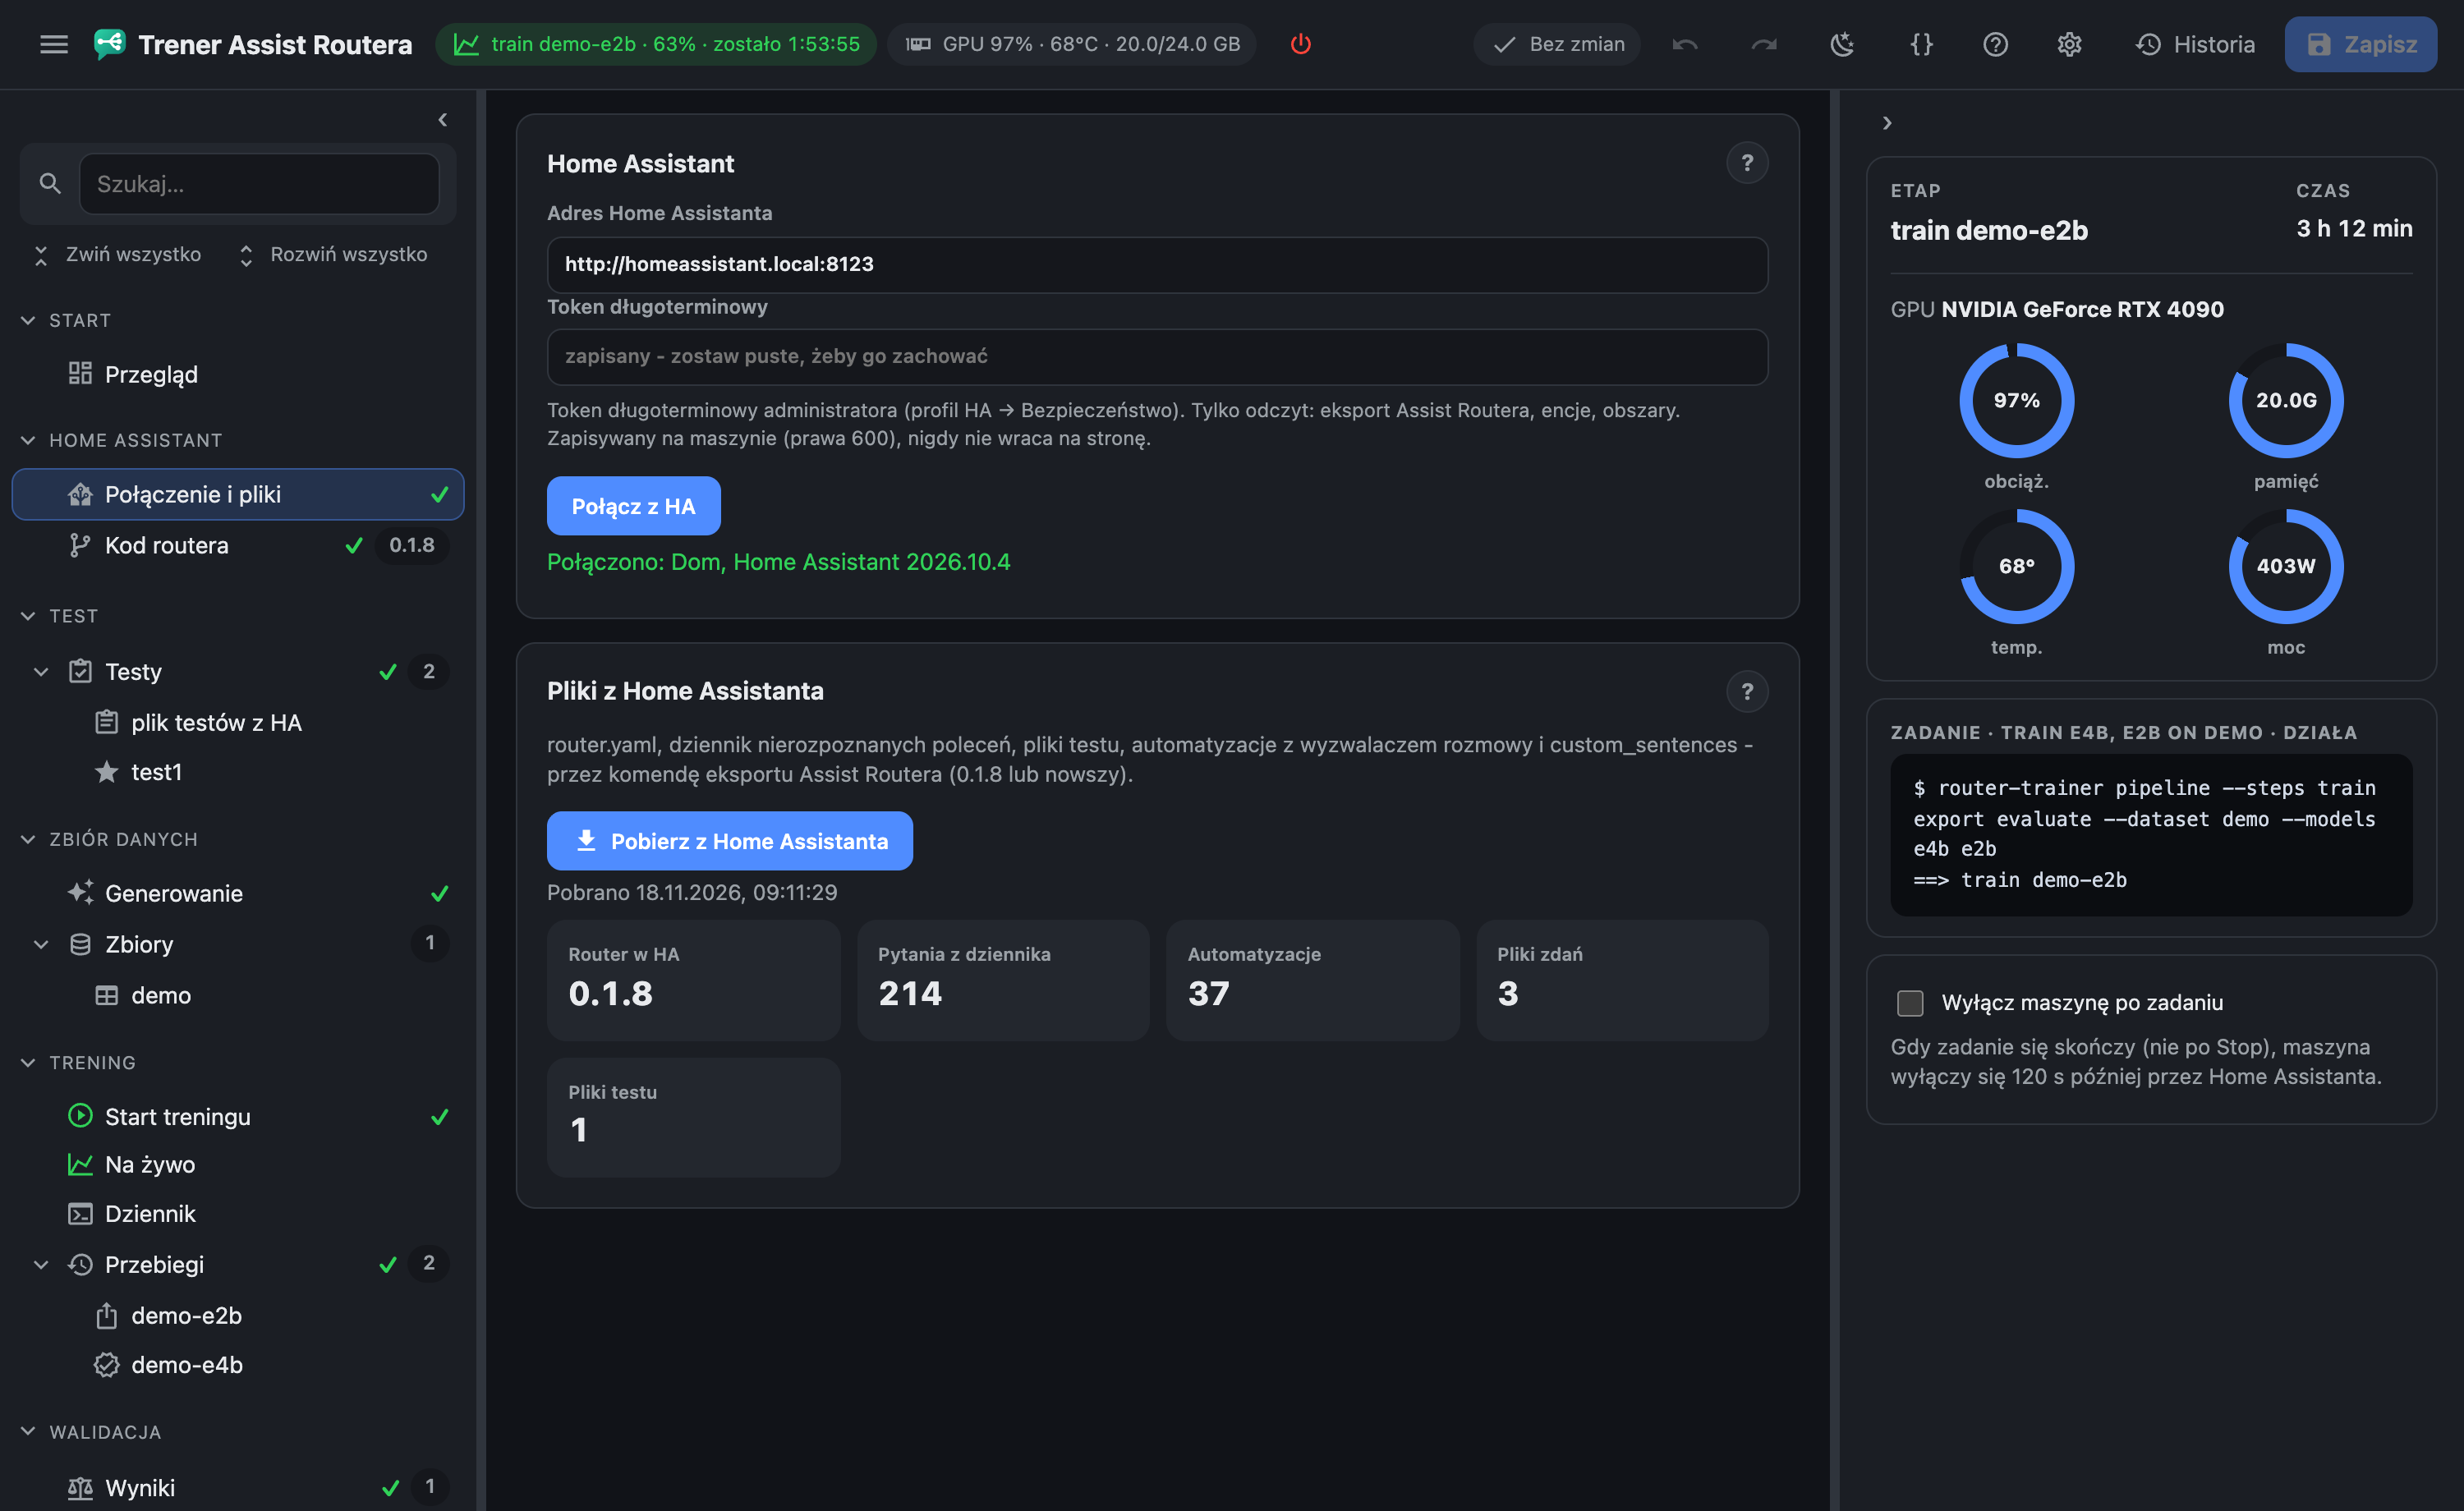 Trener Assist Routera
train demo-e2b · 63% · zostało 1:53:55
GPU 97% · 68°C · 20.0/24.0 GB
Bez zmian
Historia
Zapisz
Szukaj...
Zwiń wszystko
Rozwiń wszystko
START
Przegląd
HOME ASSISTANT
Połączenie i pliki
Kod routera
0.1.8
TEST
Testy
2
plik testów z HA
test1
ZBIÓR DANYCH
Generowanie
Zbiory
1
demo
TRENING
Start treningu
Na żywo
Dziennik
Przebiegi
2
demo-e2b
demo-e4b
WALIDACJA
Wyniki
1
Home Assistant
?
Adres Home Assistanta
http://homeassistant.local:8123
Token długoterminowy
zapisany - zostaw puste, żeby go zachować
Token długoterminowy administratora (profil HA → Bezpieczeństwo). Tylko odczyt: eksport Assist Routera, encje, obszary.
Zapisywany na maszynie (prawa 600), nigdy nie wraca na stronę.
Połącz z HA
Połączono: Dom, Home Assistant 2026.10.4
Pliki z Home Assistanta
?
router.yaml, dziennik nierozpoznanych poleceń, pliki testu, automatyzacje z wyzwalaczem rozmowy i custom_sentences -
przez komendę eksportu Assist Routera (0.1.8 lub nowszy).
Pobierz z Home Assistanta
Pobrano 18.11.2026, 09:11:29
Router w HA
0.1.8
Pytania z dziennika
214
Automatyzacje
37
Pliki zdań
3
Pliki testu
1
ETAP
train demo-e2b
CZAS
3 h 12 min
GPU NVIDIA GeForce RTX 4090
97%
obciąż.
20.0G
pamięć
68°
temp.
403W
moc
ZADANIE · TRAIN E4B, E2B ON DEMO · DZIAŁA
$ router-trainer pipeline --steps train
export evaluate --dataset demo --models
e4b e2b
==> train demo-e2b
Wyłącz maszynę po zadaniu
Gdy zadanie się skończy (nie po Stop), maszyna
wyłączy się 120 s później przez Home Assistanta.